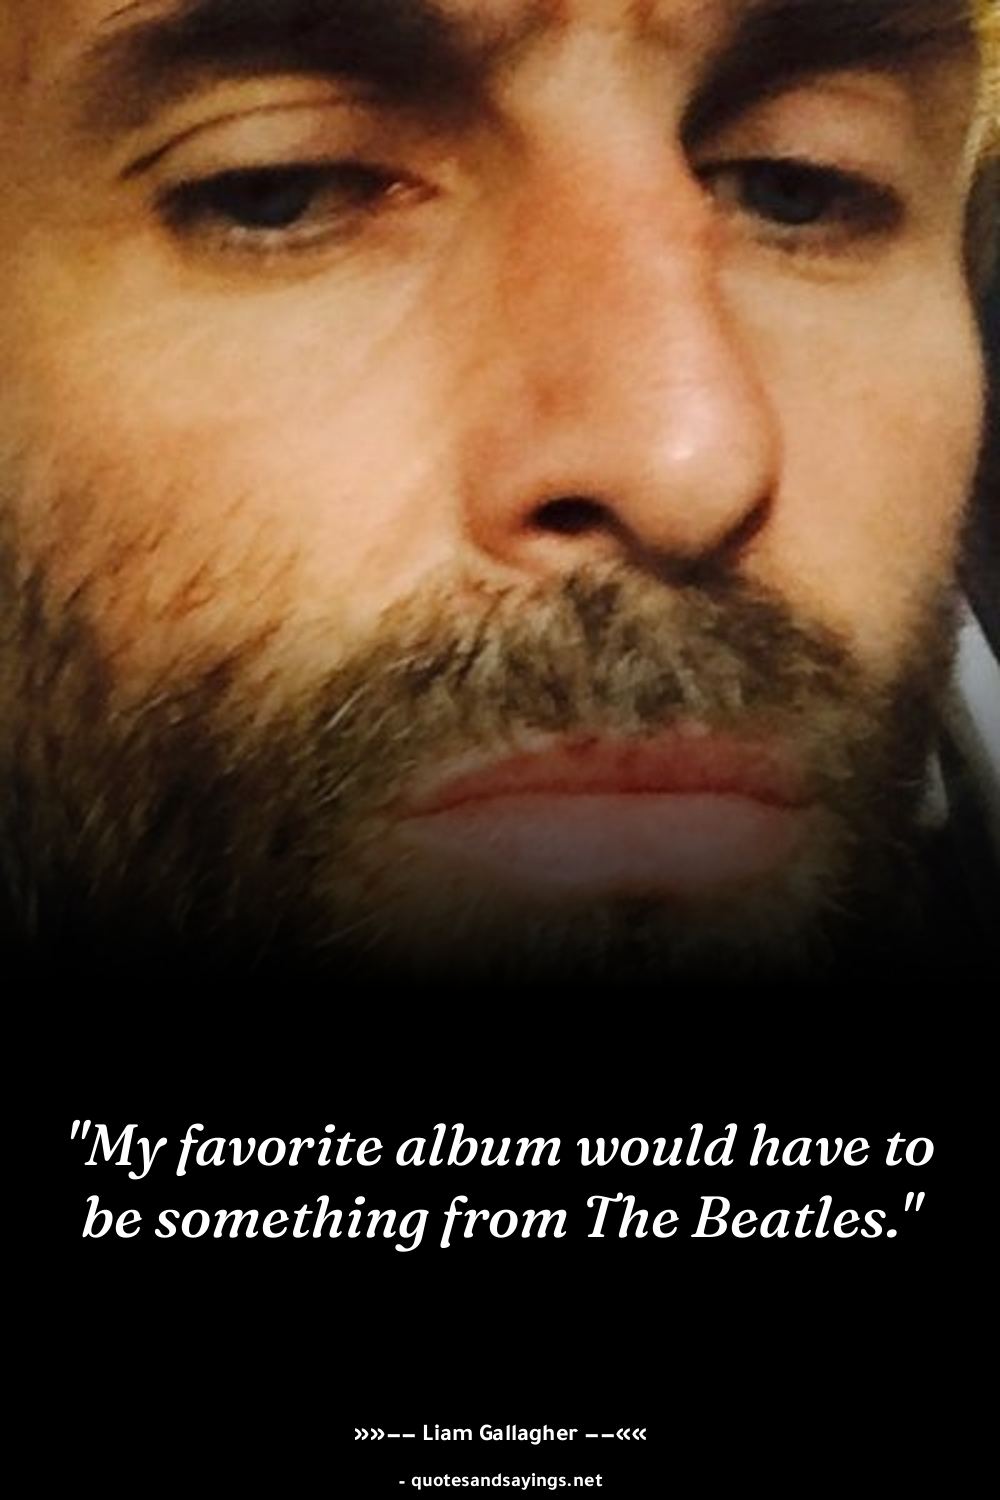 "My favorite album would have to
be something from The Beatles."
»»—— Liam Gallagher ——««
- quotesandsayings.net